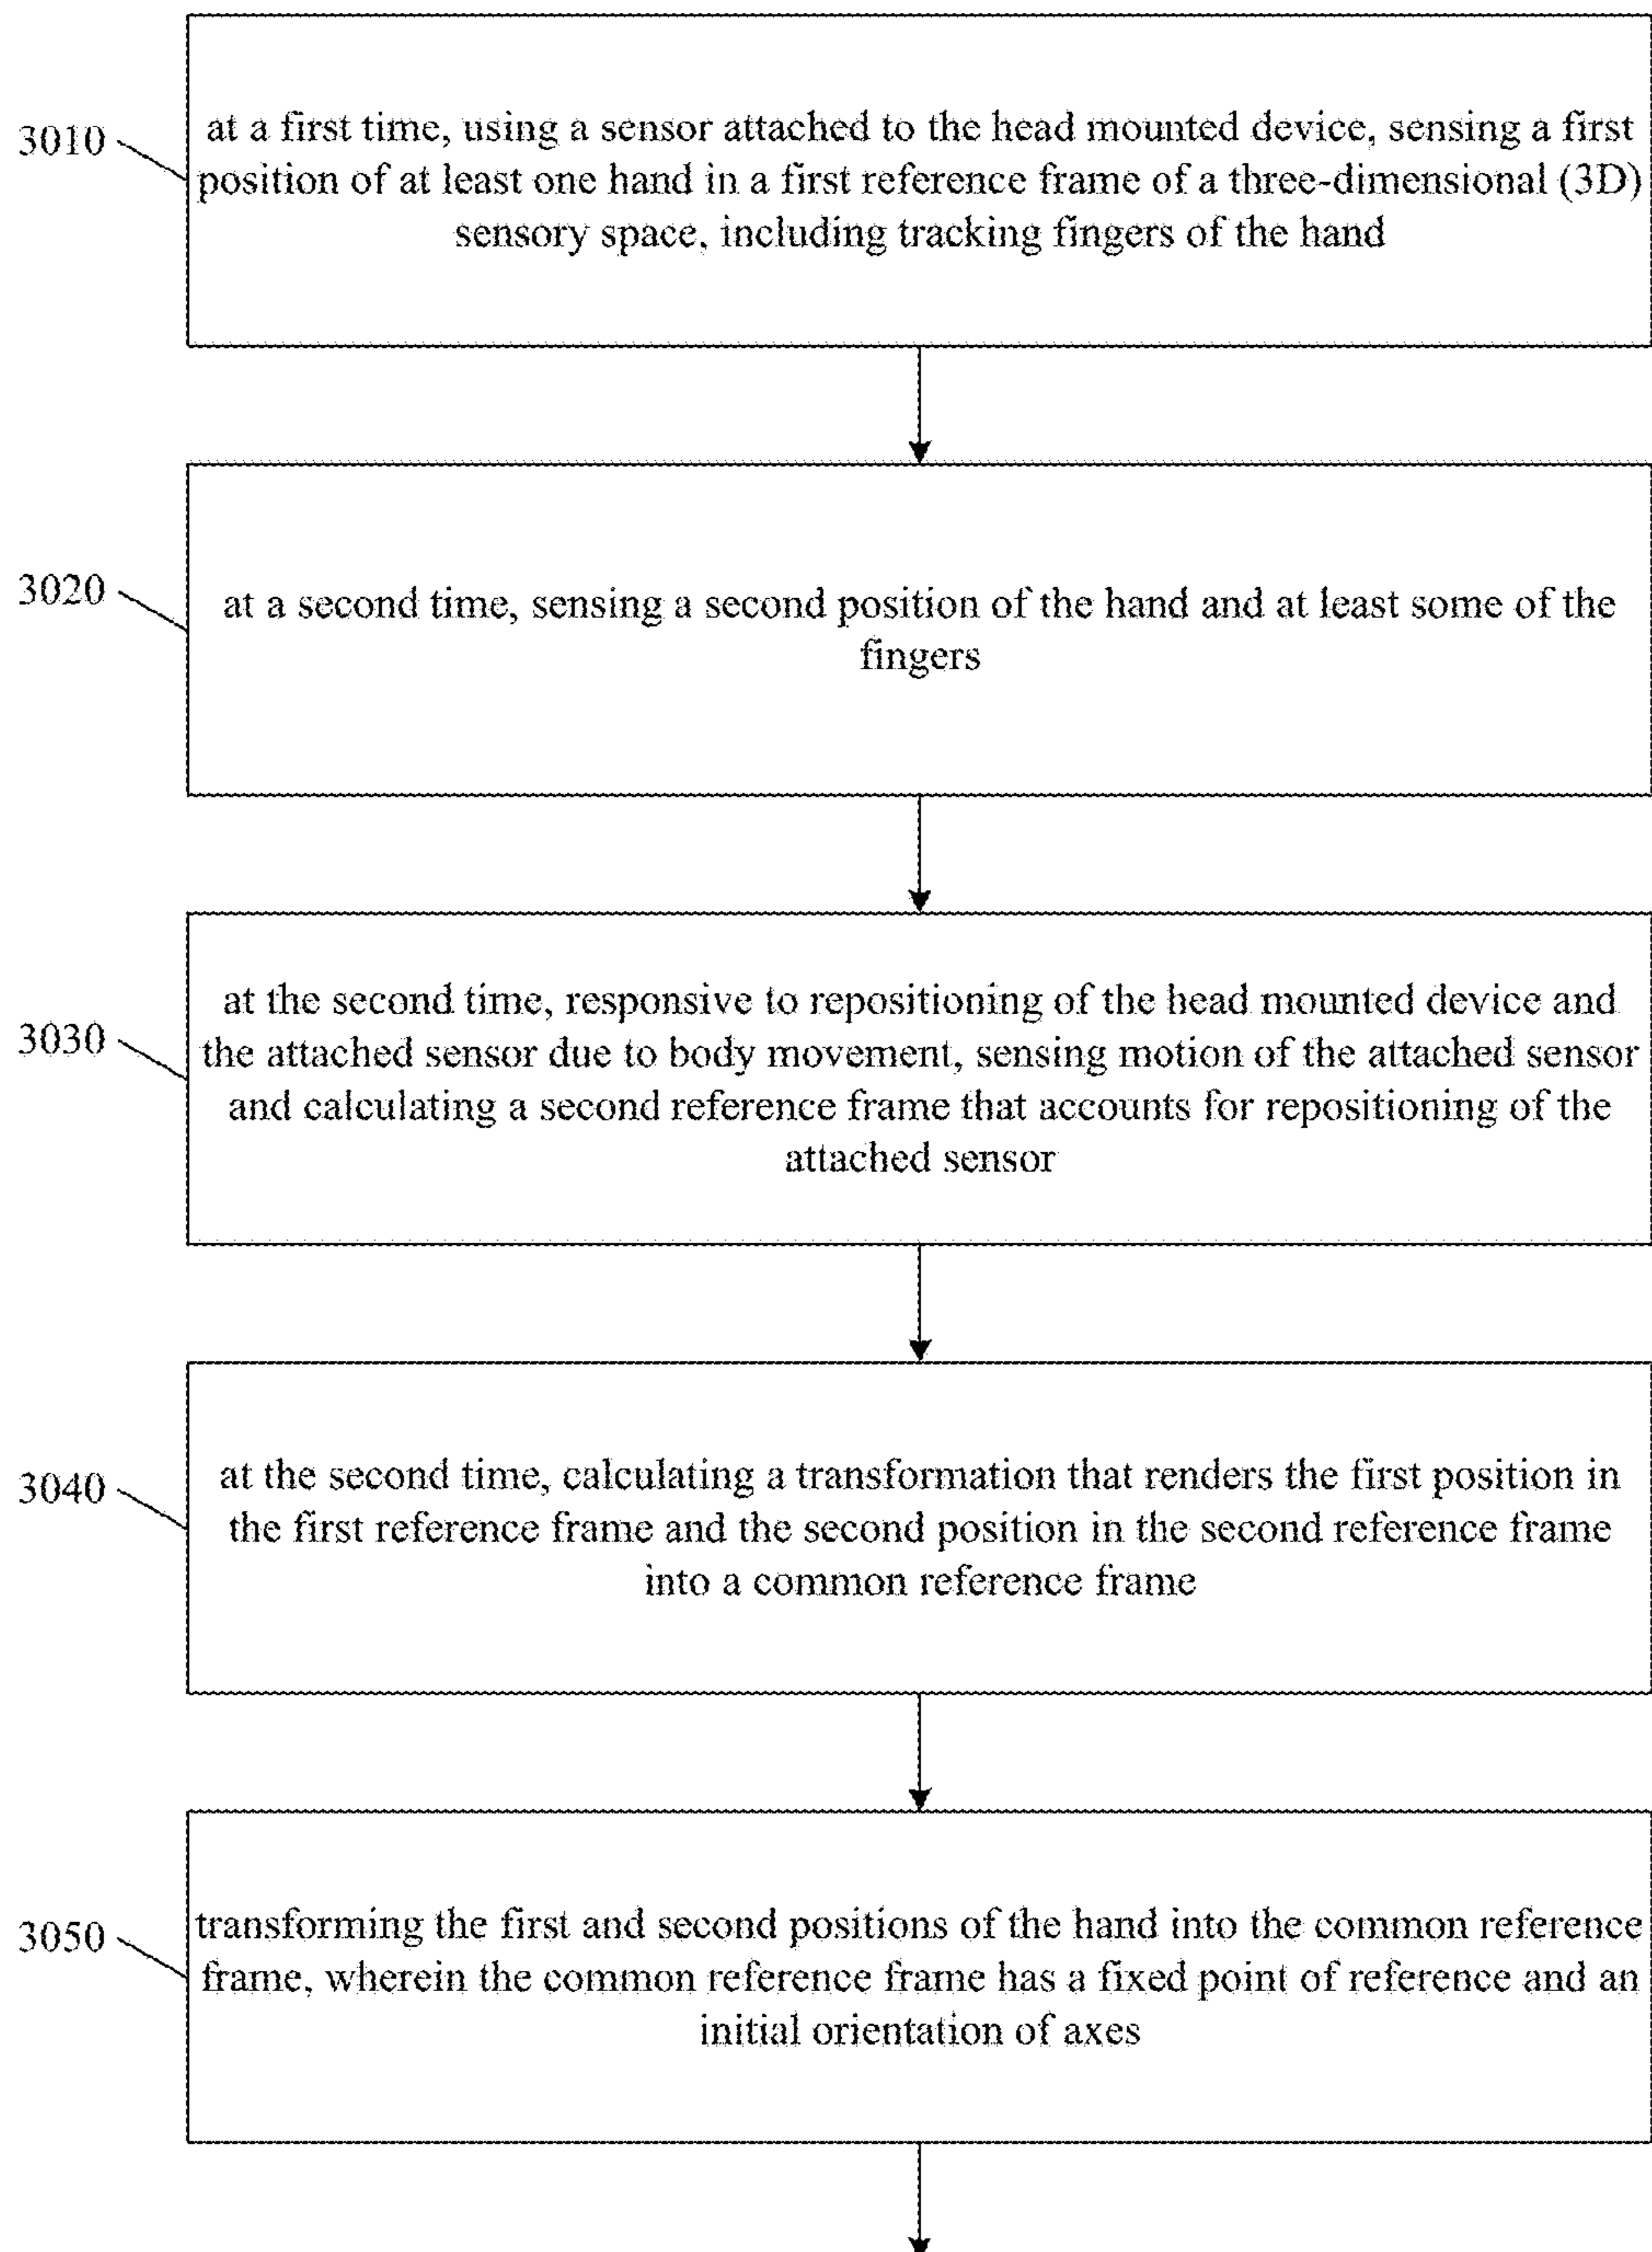 3010
at a first time, using a sensor attached to the head mounted device, sensing a first
position of at least one hand in a first reference frame of a three-dimensional (3D)
sensory space, including tracking fingers of the hand
3020
at a second time, sensing a second position of the hand and at least some of the
fingers
3030
at the second time, responsive to repositioning of the head mounted device and
the attached sensor due to body movement, sensing motion of the attached sensor
and calculating a second reference frame that accounts for repositioning of the
attached sensor
3040
at the second time, calculating a transformation that renders the first position in
the first reference frame and the second position in the second reference frame
into a common reference frame
3050
transforming the first and second positions of the hand into the common reference
frame, wherein the common reference frame has a fixed point of reference and an
initial orientation of axes